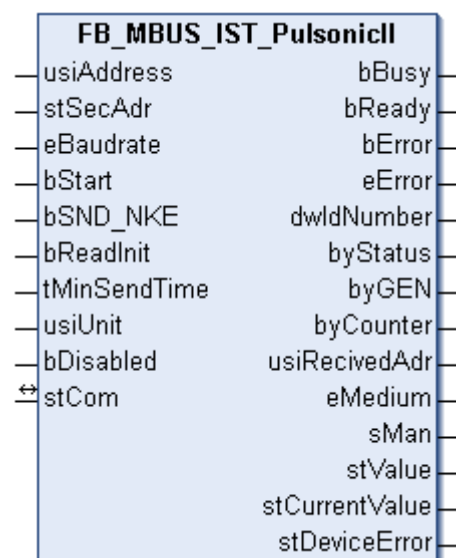 FB_MBUS_IST_PulsonicII
usiAddress bBusy
stSecAdr bReady
eBaudrate bError
bStart eError
bSND_NKE dwIdNumber
bReadInit byStatus
tMinSendTime byGEN
usiUnit byCounter
bDisabled usiRecivedAdr
stCom eMedium
sMan
stValue
stCurrentValue
stDeviceError